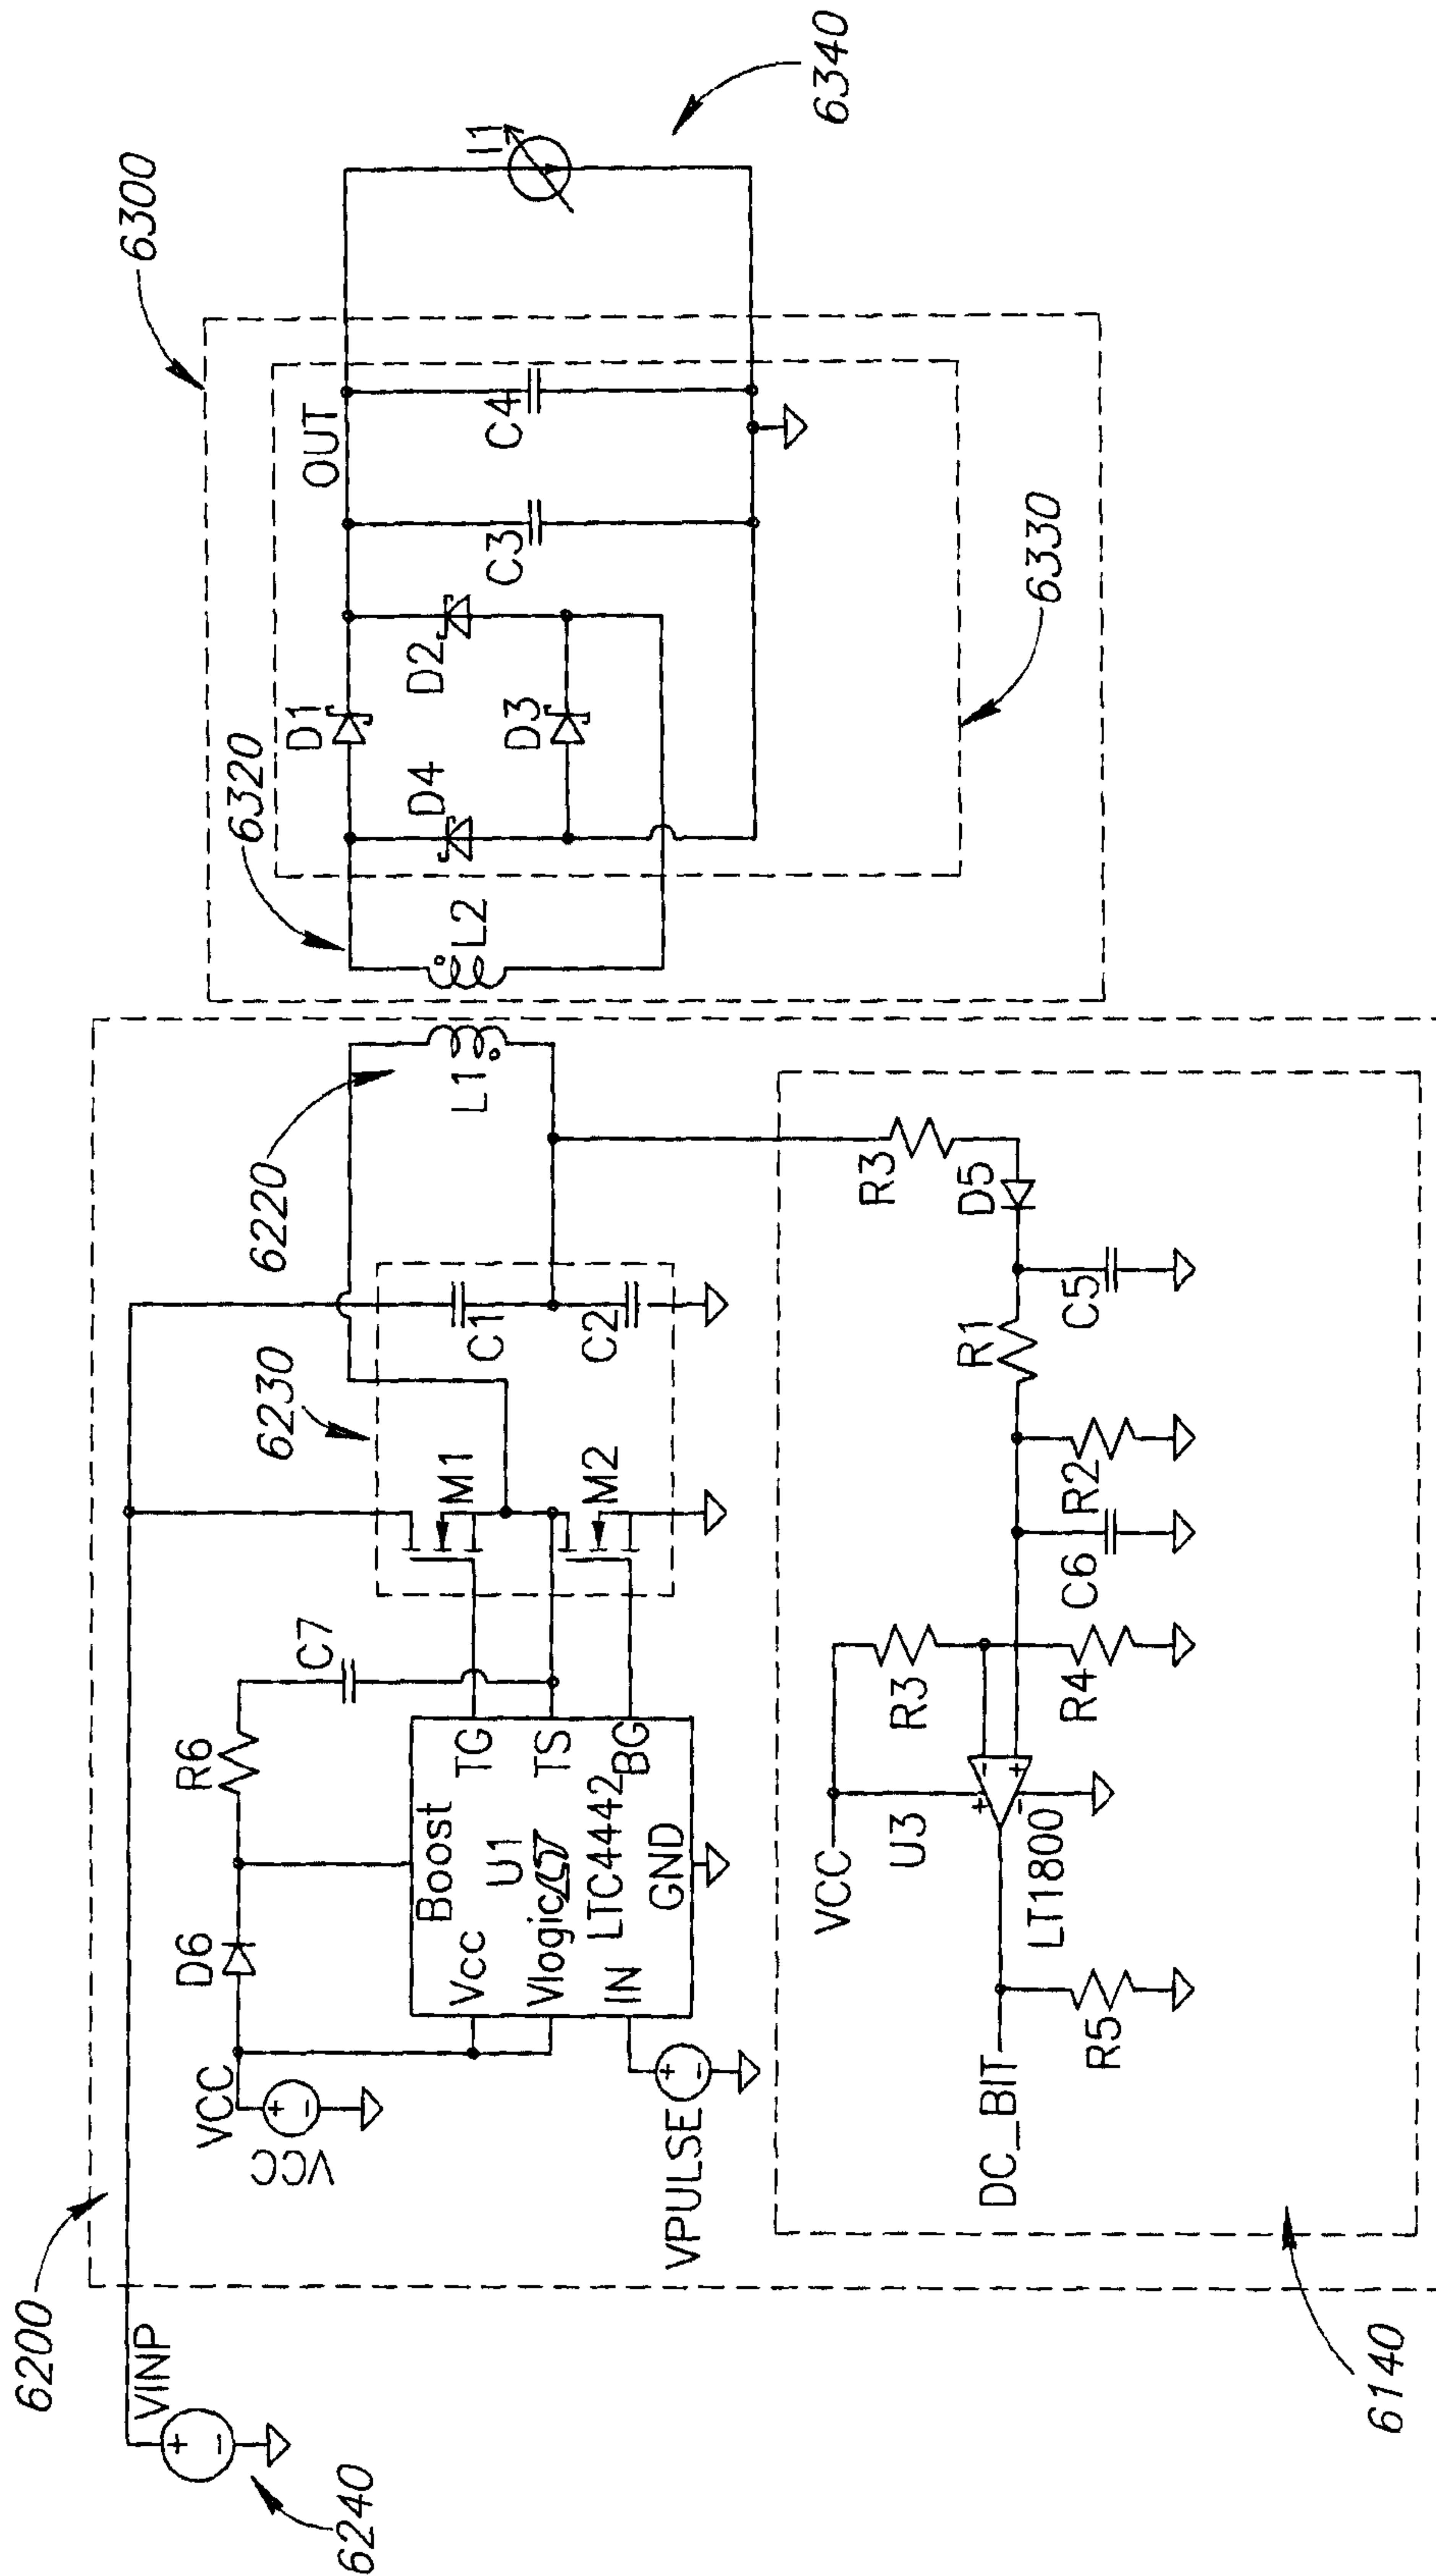 6200
6240
VINP
VCC
VCC
D6
R6
C7
Boost
Vcc
U1
Vlogic
LTC4442
IN
GND
TG
TS
BG
VPULSE
6230
M1
M2
C1
C2
6220
L1
6320
L2
6300
D1
D4
D2
D3
OUT
C3
C4
6330
I1
6340
R3
D5
C5
R1
R2
C6
R3
R4
VCC
U3
LT1800
R5
DC_BIT
6140